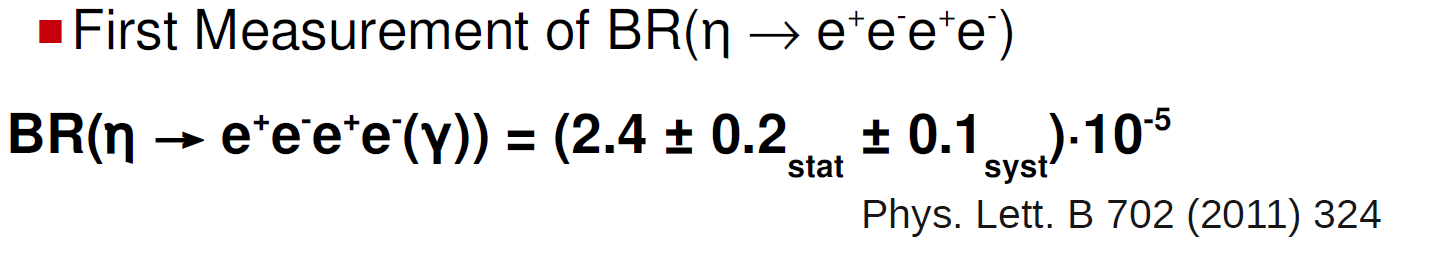 ▪First Measurement of BR(η → e⁺e⁻e⁺e⁻)
BR(η → e⁺e⁻e⁺e⁻(γ)) = (2.4 ± 0.2stat ± 0.1syst)·10⁻⁵
Phys. Lett. B 702 (2011) 324